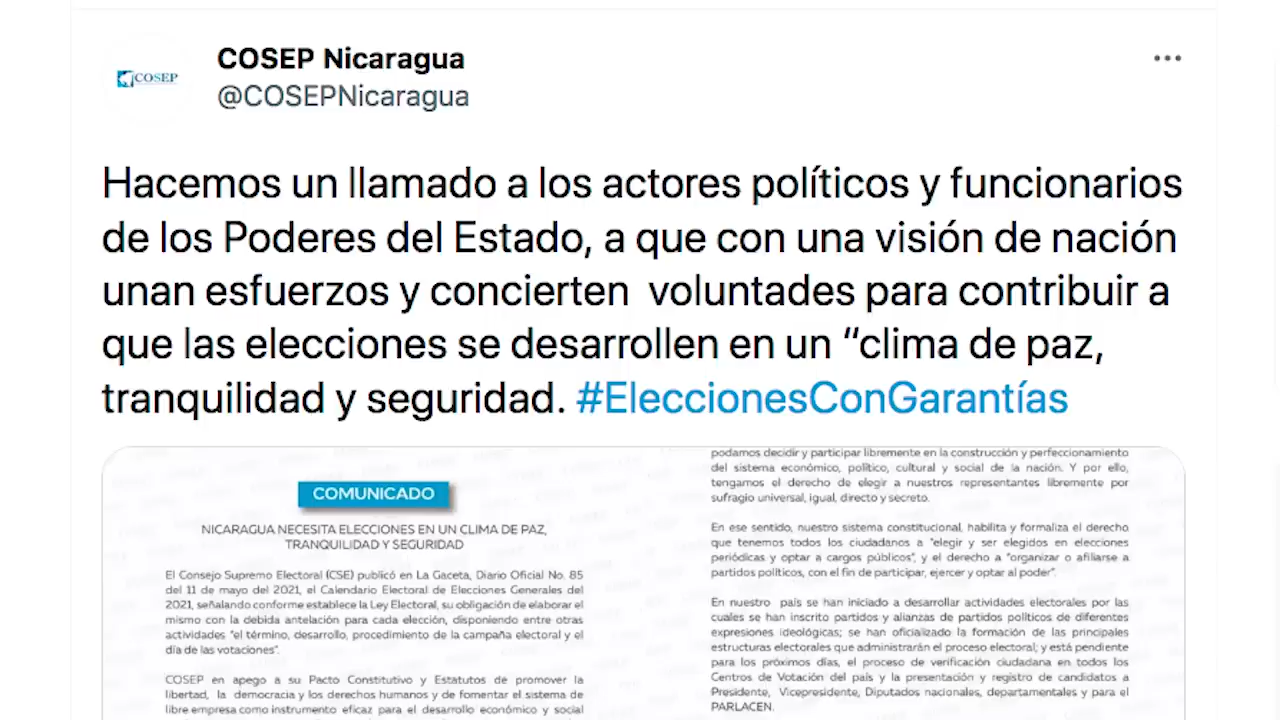 COSEP
COSEP Nicaragua
@COSEPNicaragua
Hacemos un llamado a los actores políticos y funcionarios
de los Poderes del Estado, a que con una visión de nación
unan esfuerzos y concierten  voluntades para contribuir a
que las elecciones se desarrollen en un “clima de paz,
tranquilidad y seguridad. #EleccionesConGarantías
COMUNICADO
NICARAGUA NECESITA ELECCIONES EN UN CLIMA DE PAZ,
TRANQUILIDAD Y SEGURIDAD
El Consejo Supremo Electoral (CSE) publicó en La Gaceta, Diario Oficial No. 85
del 11 de mayo del 2021, el Calendario Electoral de Elecciones Generales del
2021, señalando conforme establece la Ley Electoral, su obligación de elaborar el
mismo con la debida antelación para cada elección, disponiendo entre otras
actividades "el término, desarrollo, procedimiento de la campaña electoral y el
día de las votaciones".
COSEP en apego a su Pacto Constitutivo y Estatutos de promover la
libertad, la democracia y los derechos humanos y de fomentar el sistema de
libre empresa como instrumento eficaz para el desarrollo económico y social
podamos decidir y participar libremente en la construcción y perfeccionamiento
del sistema económico, político, cultural y social de la nación. Y por ello,
tengamos el derecho de elegir a nuestros representantes libremente por
sufragio universal, igual, directo y secreto.
En ese sentido, nuestro sistema constitucional, habilita y formaliza el derecho
que tenemos todos los ciudadanos a "elegir y ser elegidos en elecciones
periódicas y optar a cargos públicos", y el derecho a "organizar o afiliarse a
partidos políticos, con el fin de participar, ejercer y optar al poder".
En nuestro país se han iniciado a desarrollar actividades electorales por las
cuales se han inscrito partidos y alianzas de partidos políticos de diferentes
expresiones ideológicas; se han oficializado la formación de las principales
estructuras electorales que administrarán el proceso electoral; y está pendiente
para los próximos días, el proceso de verificación ciudadana en todos los
Centros de Votación del país y la presentación y registro de candidatos a
Presidente, Vicepresidente, Diputados nacionales, departamentales y para el
PARLACEN.